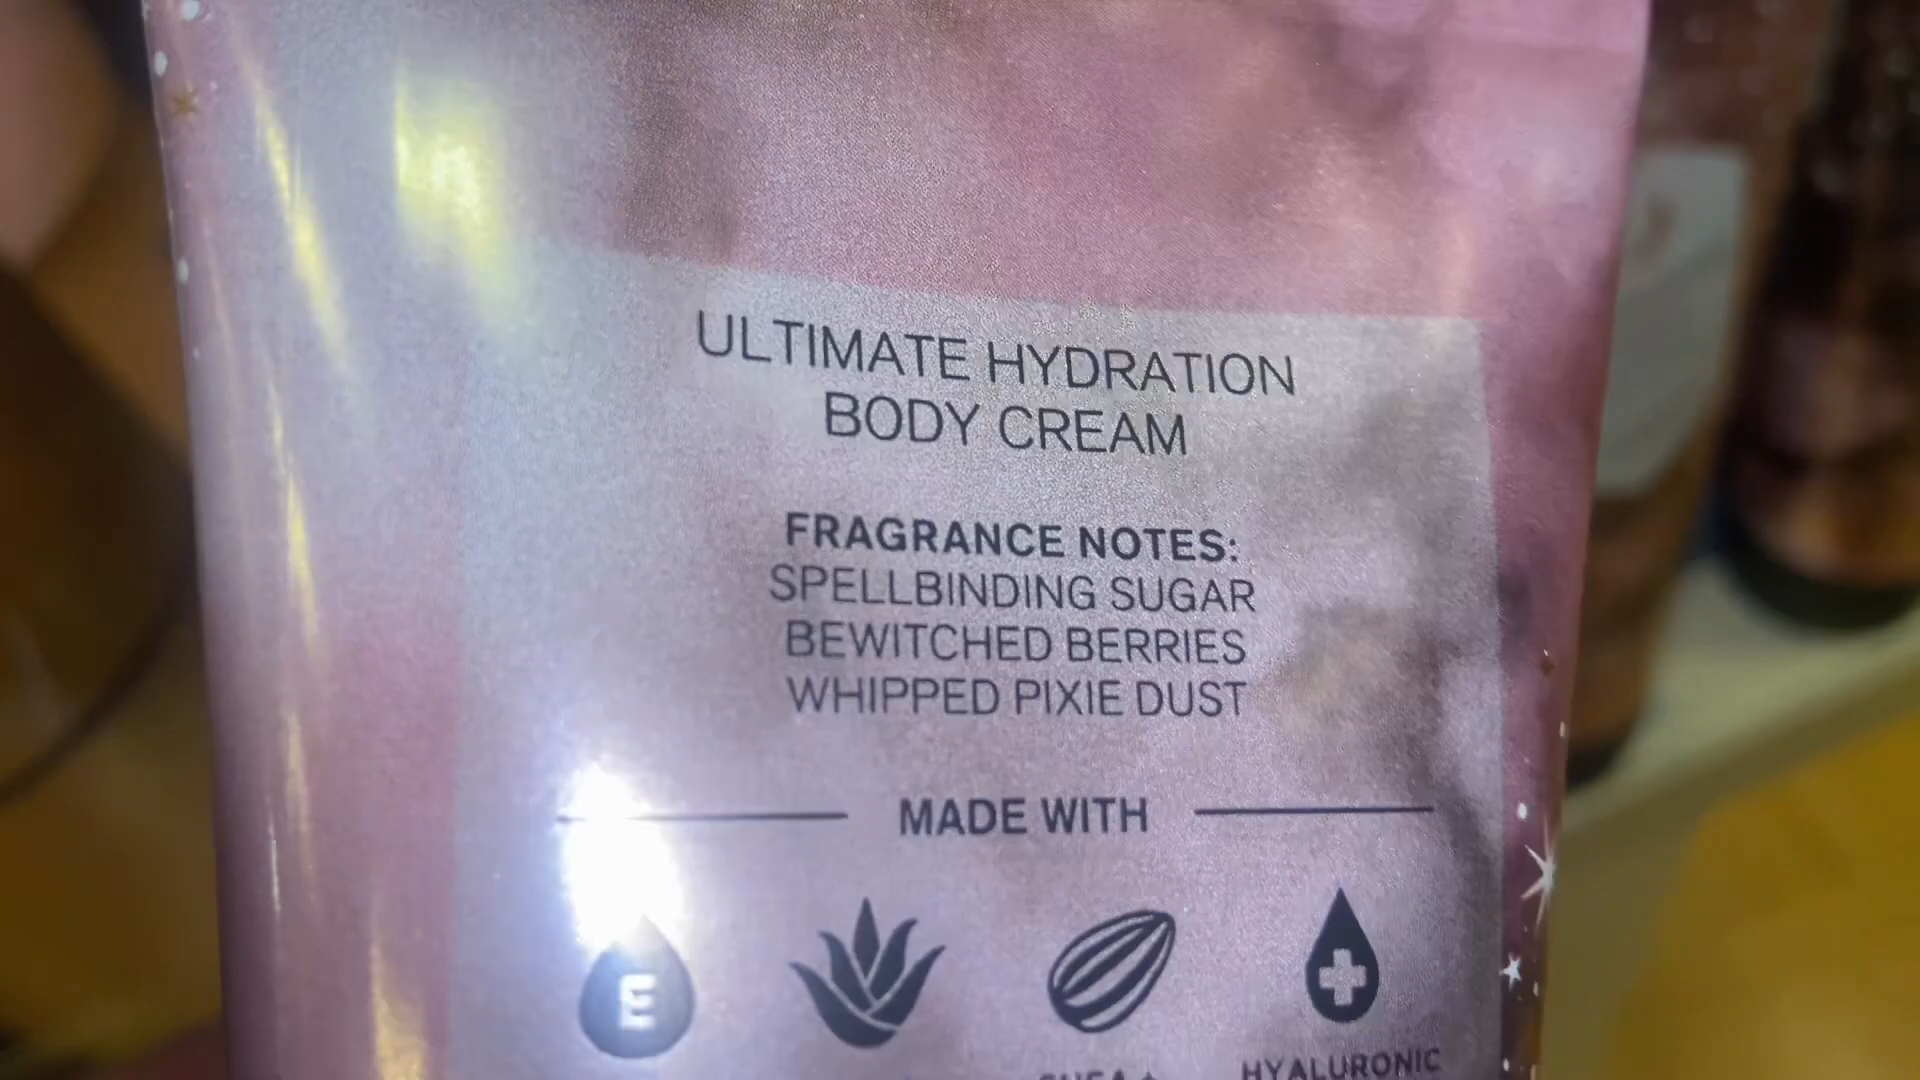 ULTIMATE HYDRATION
BODY CREAM
FRAGRANCE NOTES:
SPELLBINDING SUGAR
BEWITCHED BERRIES
WHIPPED PIXIE DUST
MADE WITH
E
HYALURONIC